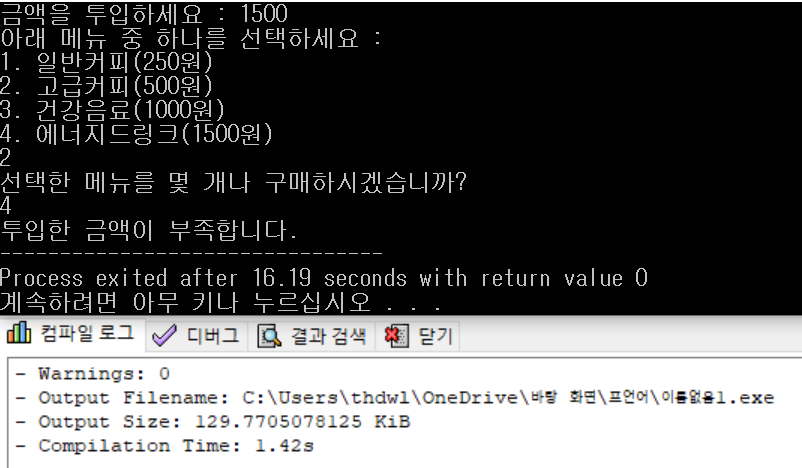 금액을 투입하세요 : 1500
아래 메뉴 중 하나를 선택하세요 :
1. 일반커피(250원)
2. 고급커피(500원)
3. 건강음료(1000원)
4. 에너지드링크(1500원)
2
선택한 메뉴를 몇 개나 구매하시겠습니까?
4
투입한 금액이 부족합니다.
--------------------------------
Process exited after 16.19 seconds with return value 0
계속하려면 아무 키나 누르십시오 . . .
컴파일 로그 디버그 결과 검색 닫기
- Warnings: 0
- Output Filename: C:\Users\thdwl\OneDrive\바탕 화면\프언어\이름없음1.exe
- Output Size: 129.7705078125 KiB
- Compilation Time: 1.42s